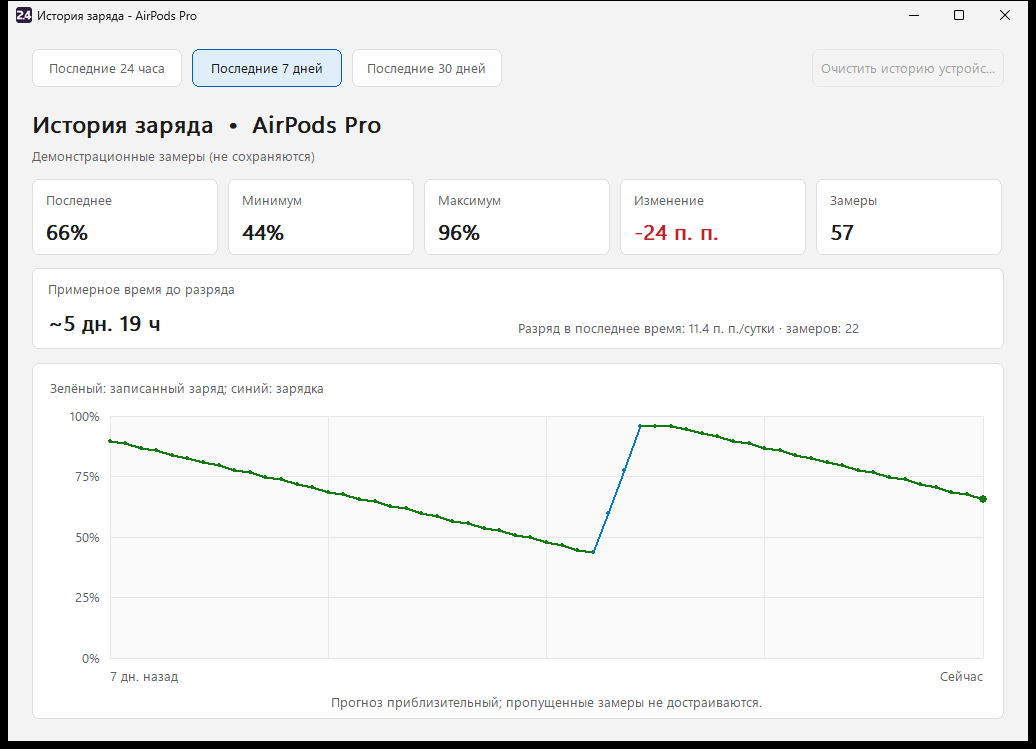 24 История заряда - AirPods Pro
Последние 24 часа
Последние 7 дней
Последние 30 дней
Очистить историю устройс...
История заряда • AirPods Pro
Демонстрационные замеры (не сохраняются)
Последнее
66%
Минимум
44%
Максимум
96%
Изменение
-24 п. п.
Замеры
57
Примерное время до разряда
~5 дн. 19 ч
Разряд в последнее время: 11.4 п. п./сутки · замеров: 22
Зелёный: записанный заряд; синий: зарядка
100%
75%
50%
25%
0%
7 дн. назад
Сейчас
Прогноз приблизительный; пропущенные замеры не достраиваются.